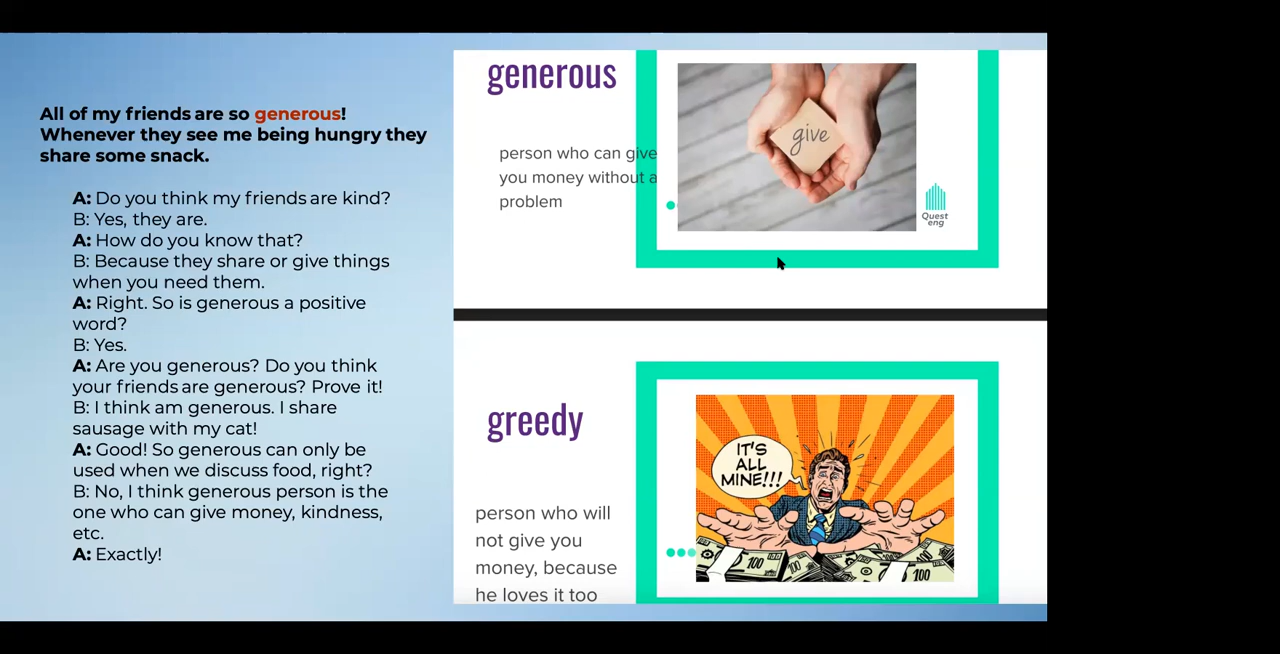 All of my friends are so generous!
Whenever they see me being hungry they
share some snack.
A: Do you think my friends are kind?
B: Yes, they are.
A: How do you know that?
B: Because they share or give things
when you need them.
A: Right. So is generous a positive
word?
B: Yes.
A: Are you generous? Do you think
your friends are generous? Prove it!
B: I think am generous. I share
sausage with my cat!
A: Good! So generous can only be
used when we discuss food, right?
B: No, I think generous person is the
one who can give money, kindness,
etc.
A: Exactly!
generous
person who can give
you money without a
problem
give
Quest
eng
greedy
person who will
not give you
money, because
he loves it too
IT'S
ALL
MINE!!!
100
100